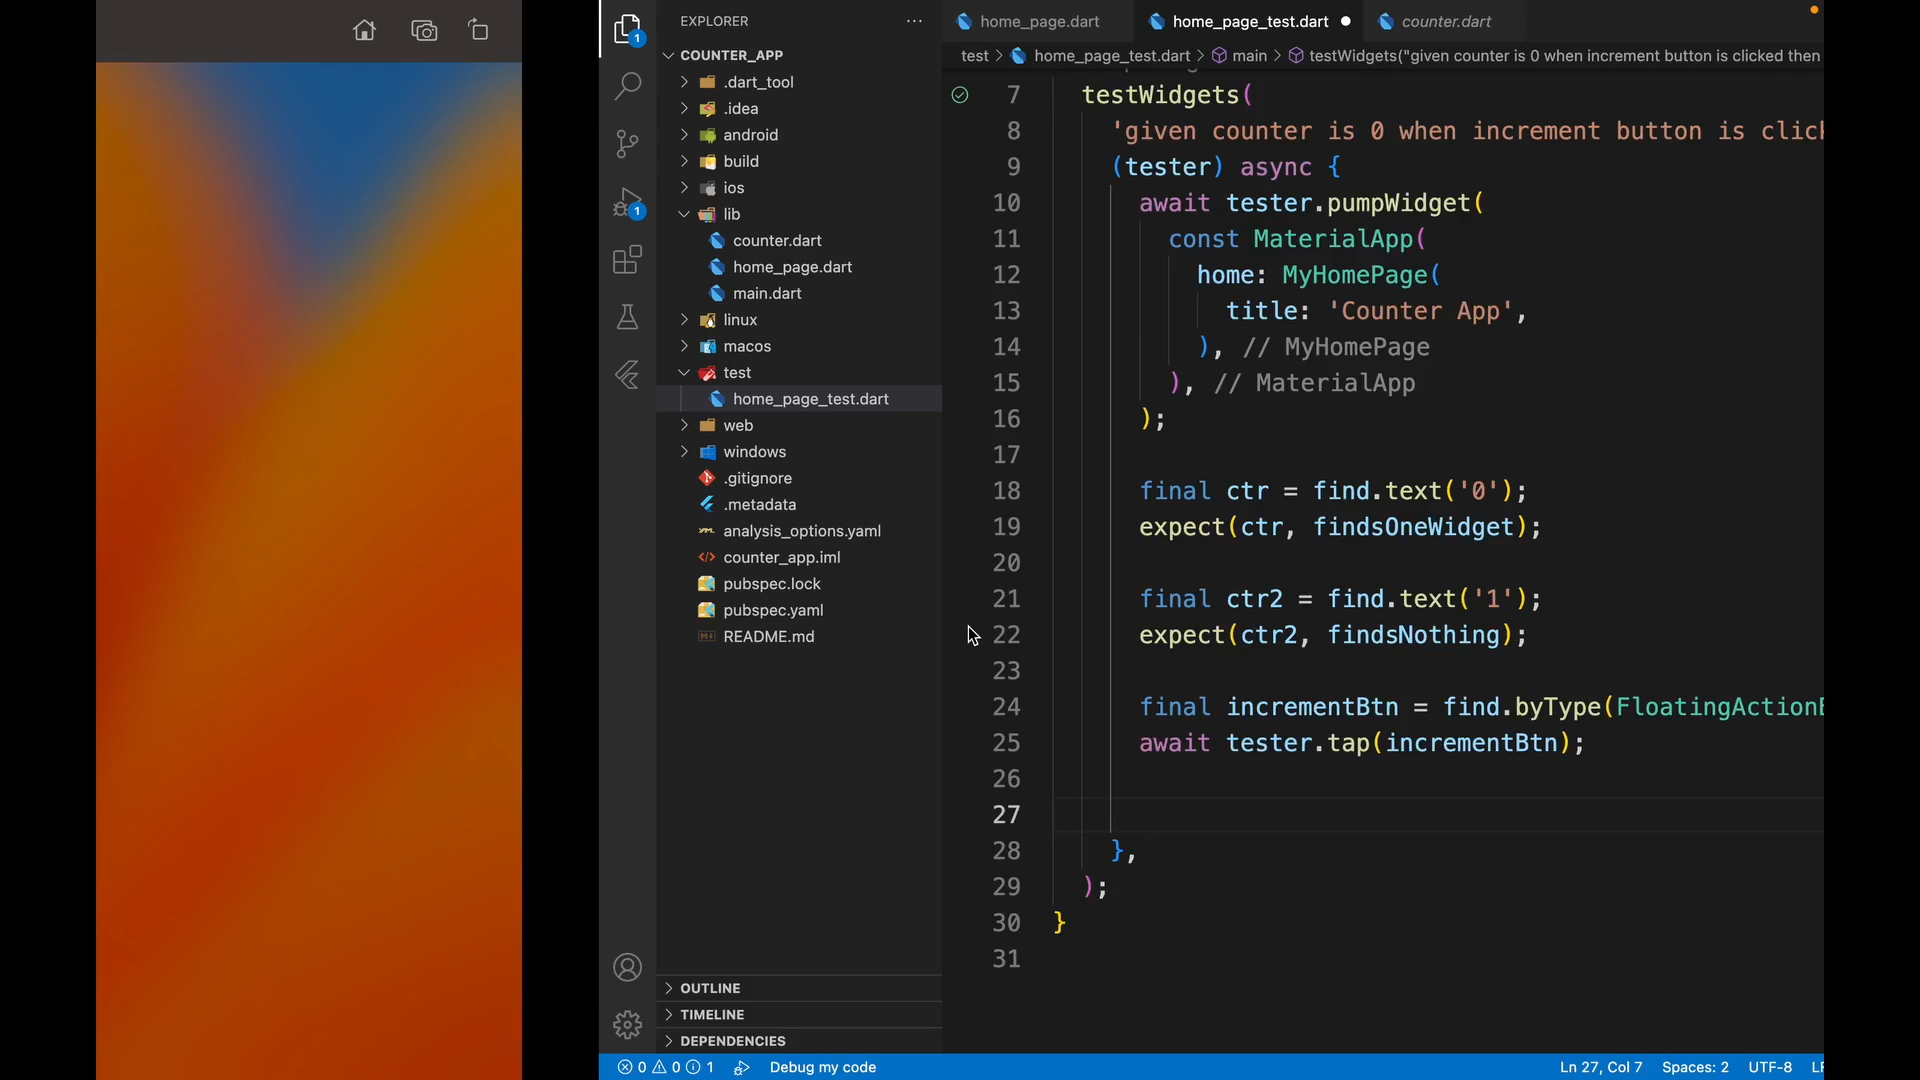 1
1
EXPLORER
COUNTER_APP
.dart_tool
.idea
android
build
ios
lib
counter.dart
home_page.dart
main.dart
linux
macos
test
home_page_test.dart
web
windows
.gitignore
.metadata
analysis_options.yaml
counter_app.iml
pubspec.lock
pubspec.yaml
README.md
OUTLINE
TIMELINE
DEPENDENCIES
home_page.dart home_page_test.dart counter.dart
test > home_page_test.dart > main > testWidgets("given counter is 0 when increment button is clicked then
7 testWidgets(
8 'given counter is 0 when increment button is clic
9 (tester) async {
10 await tester.pumpWidget(
11 const MaterialApp(
12 home: MyHomePage(
13 title: 'Counter App',
14 ), // MyHomePage
15 ), // MaterialApp
16 );
17
18 final ctr = find.text('0');
19 expect(ctr, findsOneWidget);
20
21 final ctr2 = find.text('1');
22 expect(ctr2, findsNothing);
23
24 final incrementBtn = find.byType(FloatingAction
25 await tester.tap(incrementBtn);
26
27
28 },
29 );
30 }
31
0 0 1 Debug my code Ln 27, Col 7 Spaces: 2 UTF-8 L